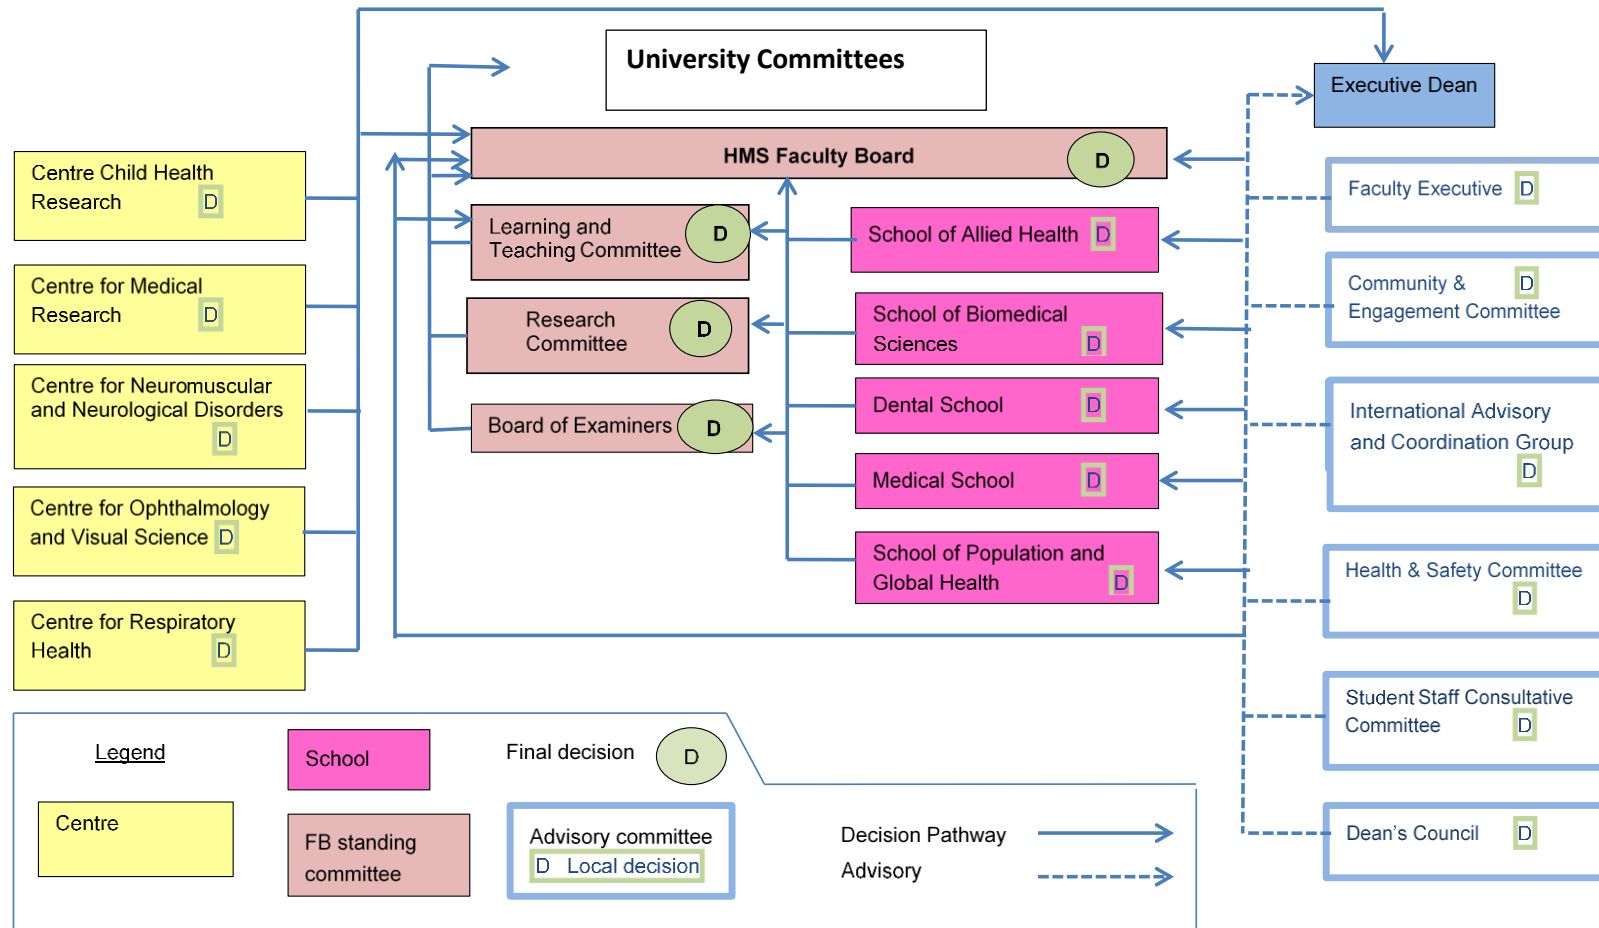 University Committees
Executive Dean
HMS Faculty Board D
Centre Child Health
Research D
Centre for Medical
Research D
Centre for Neuromuscular
and Neurological Disorders
D
Centre for Ophthalmology
and Visual Science D
Centre for Respiratory
Health D
Learning and
Teaching Committee D
Research
Committee D
Board of Examiners D
School of Allied Health D
School of Biomedical
Sciences D
Dental School D
Medical School D
School of Population and
Global Health D
Faculty Executive D
Community & D
Engagement Committee
International Advisory
and Coordination Group
D
Health & Safety Committee
D
Student Staff Consultative
Committee D
Dean’s Council D
Legend
Centre
School
FB standing
committee
Final decision D
Advisory committee
D Local decision
Decision Pathway
Advisory